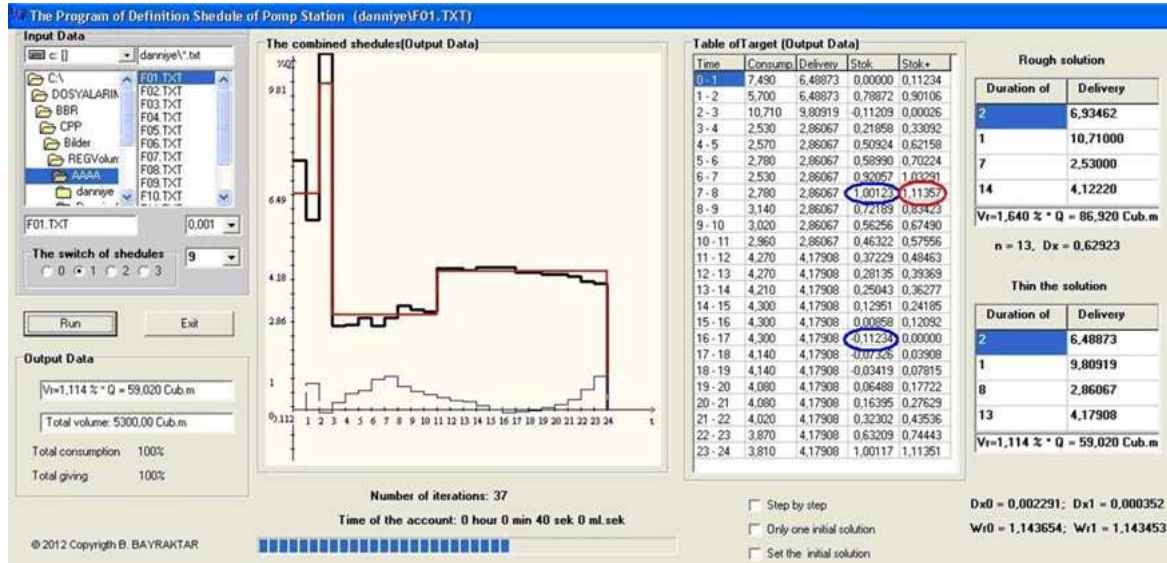 The Program of Definition Shedule of Pomp Station (danniye\F01.TXT)
Input Data
c: []
danniye\*.txt
C:\
DOSYALARIN
BBR
CPP
Bilder
REGVolum
AAAA
danniye
F01.TXT
F02.TXT
F03.TXT
F04.TXT
F05.TXT
F06.TXT
F07.TXT
F08.TXT
F09.TXT
F10.TXT
F01.TXT
0,001
The switch of shedules
0 1 2 3
9
Run
Exit
Output Data
Vr=1,114 % * Q = 59,020 Cub.m
Total volume: 5300,00 Cub.m
Total consumption 100%
Total giving 100%
© 2012 Copyrigth B. BAYRAKTAR
The combined shedules(Output Data)
%Q
9.81
6.49
4.18
2.86
1
0,112
1 2 3 4 5 6 7 8 9 10 11 12 13 14 15 16 17 18 19 20 21 22 23 24 t
Number of iterations: 37
Time of the account: 0 hour 0 min 40 sek 0 ml.sek
Table of Target (Output Data)
Time Consump. Delivery Stok Stok+
0 - 1 7,490 6,48873 0,00000 0,11234
1 - 2 5,700 6,48873 0,78872 0,90106
2 - 3 10,710 9,80919 -0,11209 0,00026
3 - 4 2,530 2,86067 0,21858 0,33092
4 - 5 2,570 2,86067 0,50924 0,62158
5 - 6 2,780 2,86067 0,58990 0,70224
6 - 7 2,530 2,86067 0,92057 1,03291
7 - 8 2,780 2,86067 1,00123 1,11357
8 - 9 3,140 2,86067 0,72189 0,83423
9 - 10 3,020 2,86067 0,56256 0,67490
10 - 11 2,960 2,86067 0,46322 0,57556
11 - 12 4,270 4,17908 0,37229 0,48463
12 - 13 4,270 4,17908 0,28135 0,39369
13 - 14 4,210 4,17908 0,25043 0,36277
14 - 15 4,300 4,17908 0,12951 0,24185
15 - 16 4,300 4,17908 0,00858 0,12092
16 - 17 4,300 4,17908 -0,11234 0,00000
17 - 18 4,140 4,17908 -0,07326 0,03908
18 - 19 4,140 4,17908 -0,03419 0,07815
19 - 20 4,080 4,17908 0,06488 0,17722
20 - 21 4,080 4,17908 0,16395 0,27629
21 - 22 4,020 4,17908 0,32302 0,43536
22 - 23 3,870 4,17908 0,63209 0,74443
23 - 24 3,810 4,17908 1,00117 1,11351
Step by step
Only one initial solution
Set the initial solution
Rough solution
Duration of Delivery
2 6,93462
1 10,71000
7 2,53000
14 4,12220
Vr=1,640 % * Q = 86,920 Cub.m
n = 13, Dx = 0,62923
Thin the solution
Duration of Delivery
2 6,48873
1 9,80919
8 2,86067
13 4,17908
Vr=1,114 % * Q = 59,020 Cub.m
Dx0 = 0,002291; Dx1 = 0,000352
Wr0 = 1,143654; Wr1 = 1,143453